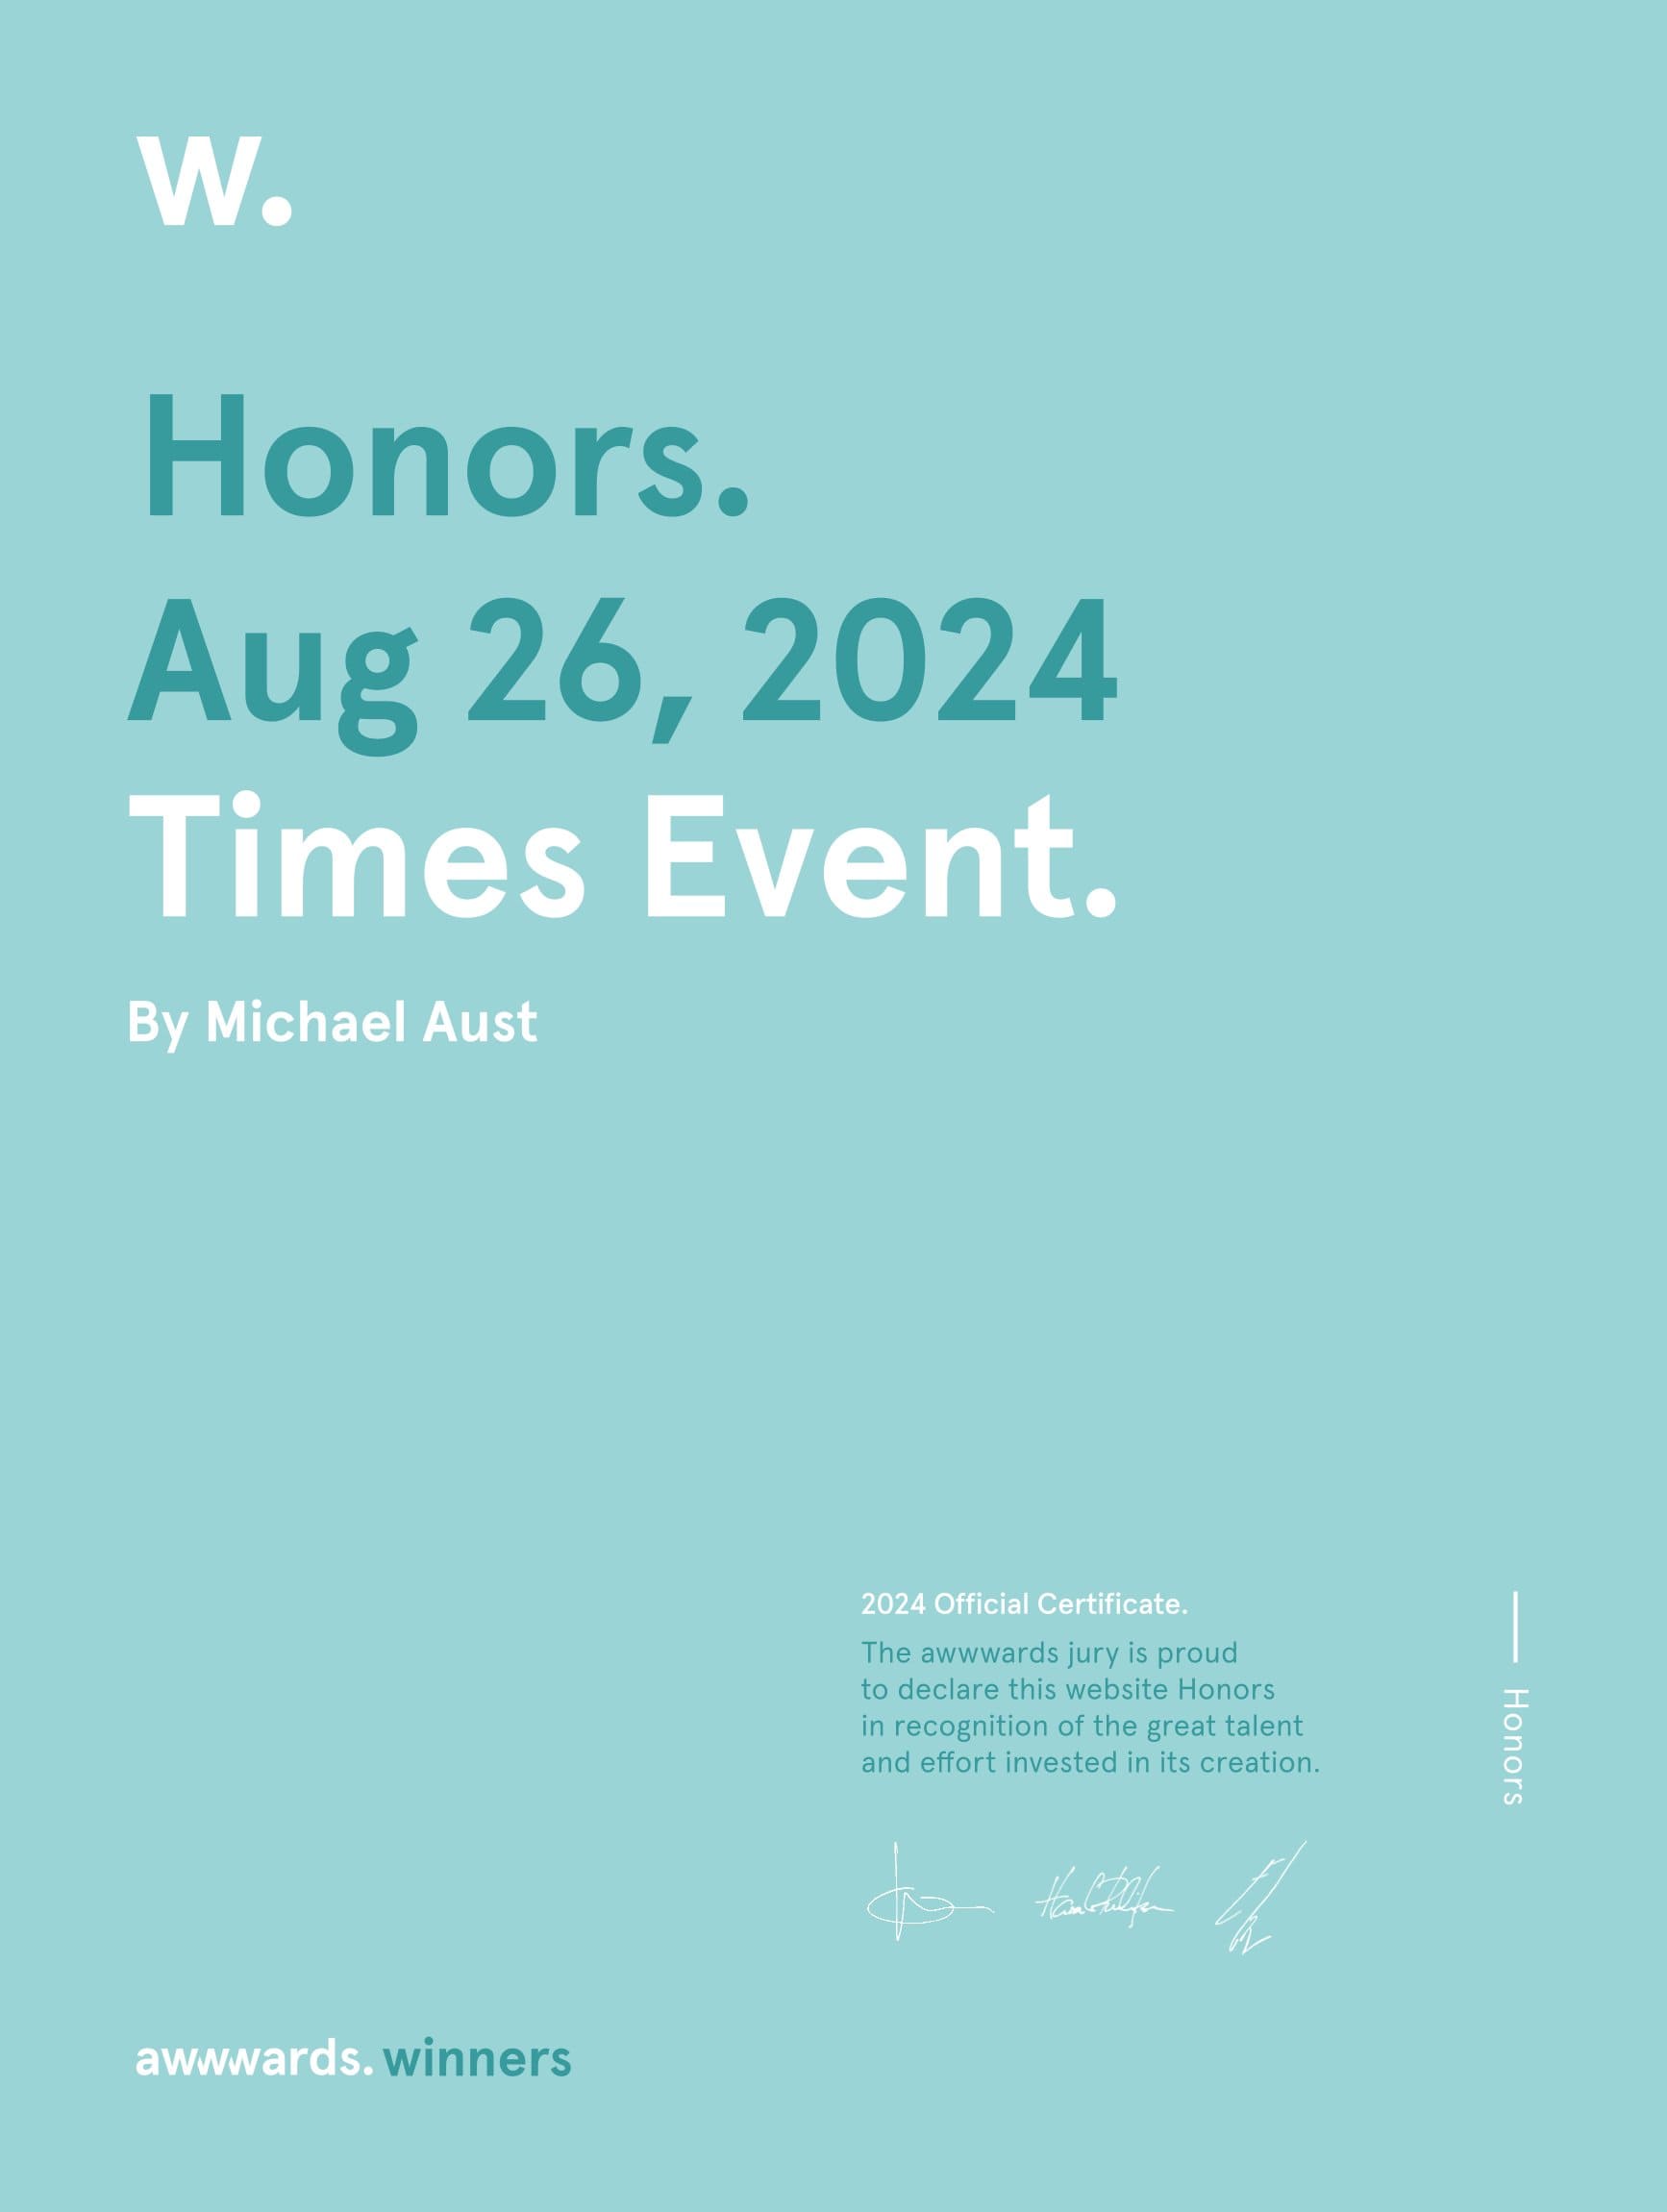 W.
Honors.
Aug 26, 2024
Times Event.
By Michael Aust
2024 Official Certificate.
The awwwards jury is proud
to declare this website Honors
in recognition of the great talent
and effort invested in its creation.
Honors
awwwards. winners